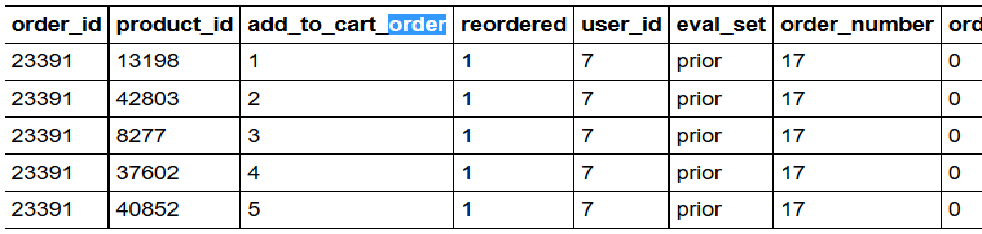 order_id product_id add_to_cart_order reordered user_id eval_set order_number ord
23391 13198 1 1 7 prior 17 0
23391 42803 2 1 7 prior 17 0
23391 8277 3 1 7 prior 17 0
23391 37602 4 1 7 prior 17 0
23391 40852 5 1 7 prior 17 0